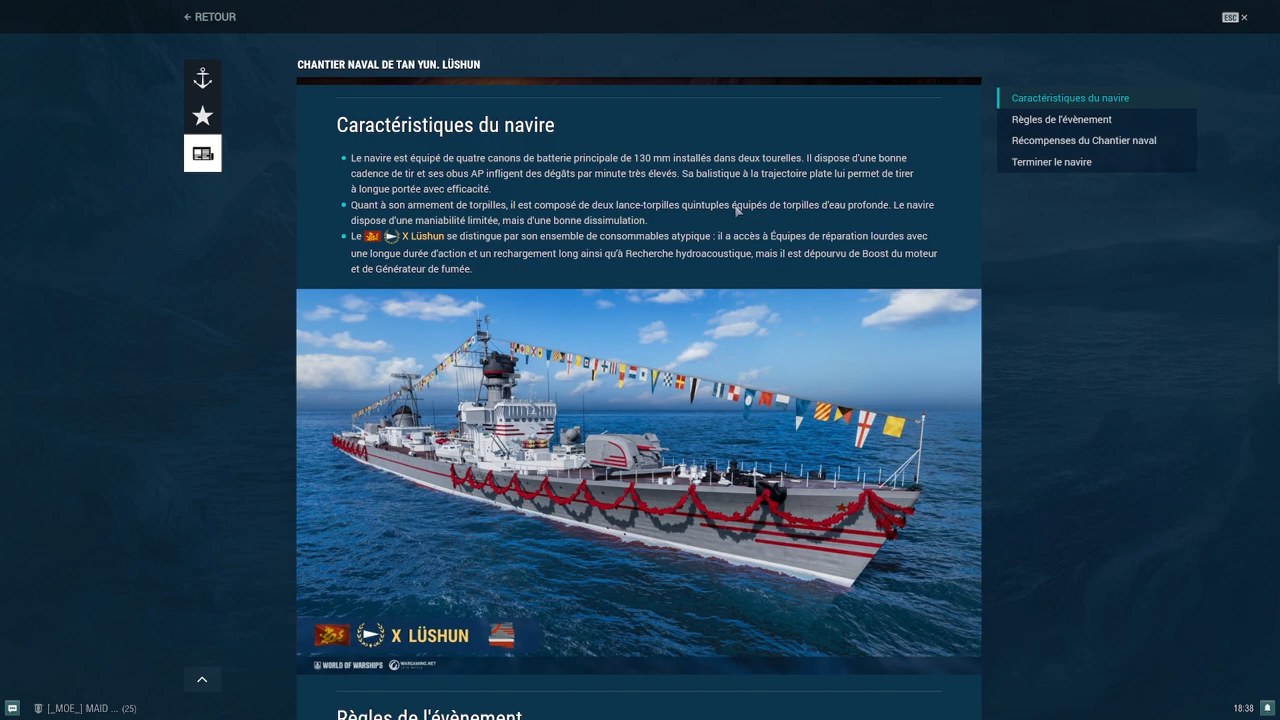 RETOUR
ESC
CHANTIER NAVAL DE TAN YUN. LÜSHUN
Caractéristiques du navire
Le navire est équipé de quatre canons de batterie principale de 130 mm installés dans deux tourelles. Il dispose d'une bonne
cadence de tir et ses obus AP infligent des dégâts par minute très élevés. Sa balistique à la trajectoire plate lui permet de tirer
à longue portée avec efficacité.
Quant à son armement de torpilles, il est composé de deux lance-torpilles quintuples équipés de torpilles d'eau profonde. Le navire
dispose d'une maniabilité limitée, mais d'une bonne dissimulation.
Le X Lüshun se distingue par son ensemble de consommables atypique : il a accès à Équipes de réparation lourdes avec
une longue durée d'action et un rechargement long ainsi qu'à Recherche hydroacoustique, mais il est dépourvu de Boost du moteur
et de Générateur de fumée.
X LÜSHUN
WORLD OF WARSHIPS
WARGAMING.NET
Règles de l'évènement
Caractéristiques du navire
Règles de l'évènement
Récompenses du Chantier naval
Terminer le navire
[_MOE_] MAID ... (25)
18:38